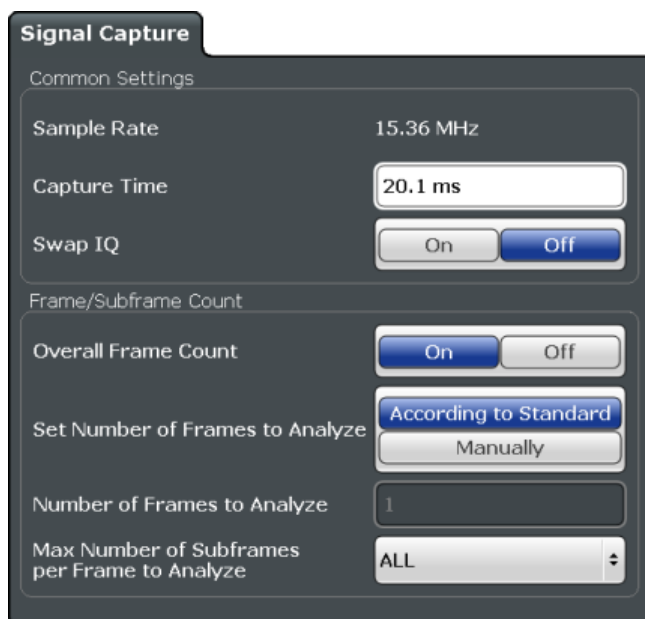 Signal Capture
Common Settings
Sample Rate 15.36 MHz
Capture Time 20.1 ms
Swap IQ On Off
Frame/Subframe Count
Overall Frame Count On Off
Set Number of Frames to Analyze According to Standard
Manually
Number of Frames to Analyze 1
Max Number of Subframes
per Frame to Analyze ALL